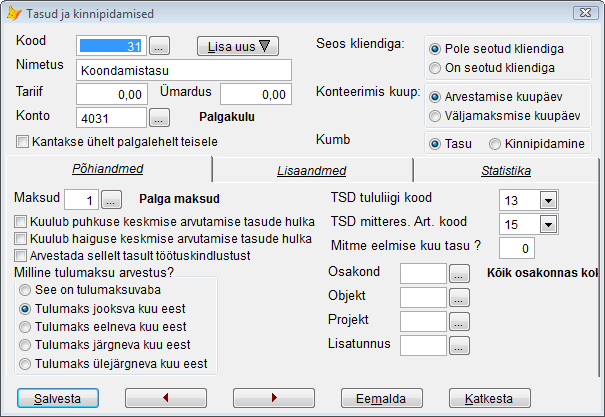 Tasud ja kinnipidamised
Kood 31 ... Lisa uus
Nimetus Koondamistasu
Tariif 0,00 Ümardus 0,00
Konto 4031 ... Palgakulu
Kantakse ühelt palgalehelt teisele
Seos kliendiga:
Pole seotud kliendiga
On seotud kliendiga
Konteerimis kuup:
Arvestamise kuupäev
Väljamaksmise kuupäev
Kumb Tasu Kinnipidamine
Põhiandmed Lisaandmed Statistika
Maksud 1 ... Palga maksud
Kuulub puhkuse keskmise arvutamise tasude hulka
Kuulub haiguse keskmise arvutamise tasude hulka
Arvestada sellelt tasult töötuskindlustust
Milline tulumaksu arvestus?
See on tulumaksuvaba
Tulumaks jooksva kuu eest
Tulumaks eelneva kuu eest
Tulumaks järgneva kuu eest
Tulumaks ülejärgneva kuu eest
TSD tululiigi kood 13
TSD mitteres. Art. kood 15
Mitme eelmise kuu tasu ? 0
Osakond ... Kõik osakonnas kok
Objekt ...
Projekt ...
Lisatunnus ...
Salvesta Eemalda Katkesta